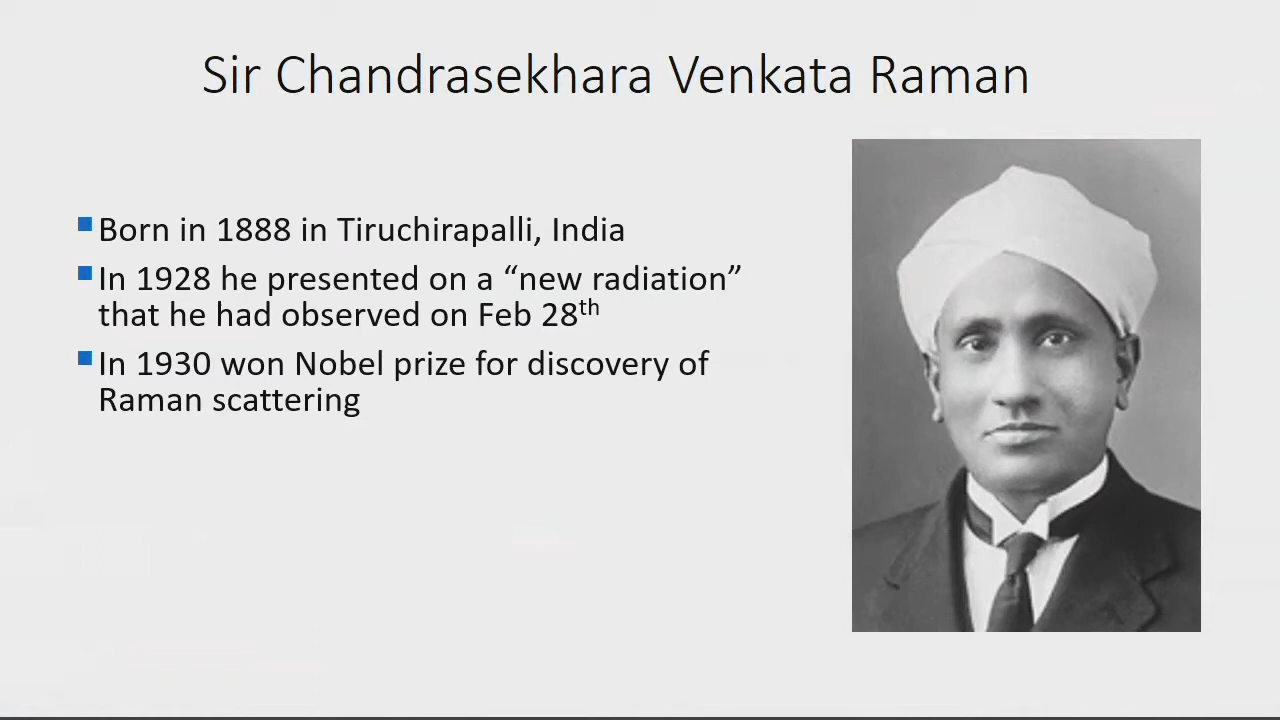 Sir Chandrasekhara Venkata Raman
Born in 1888 in Tiruchirapalli, India
In 1928 he presented on a “new radiation”
that he had observed on Feb 28th
In 1930 won Nobel prize for discovery of
Raman scattering